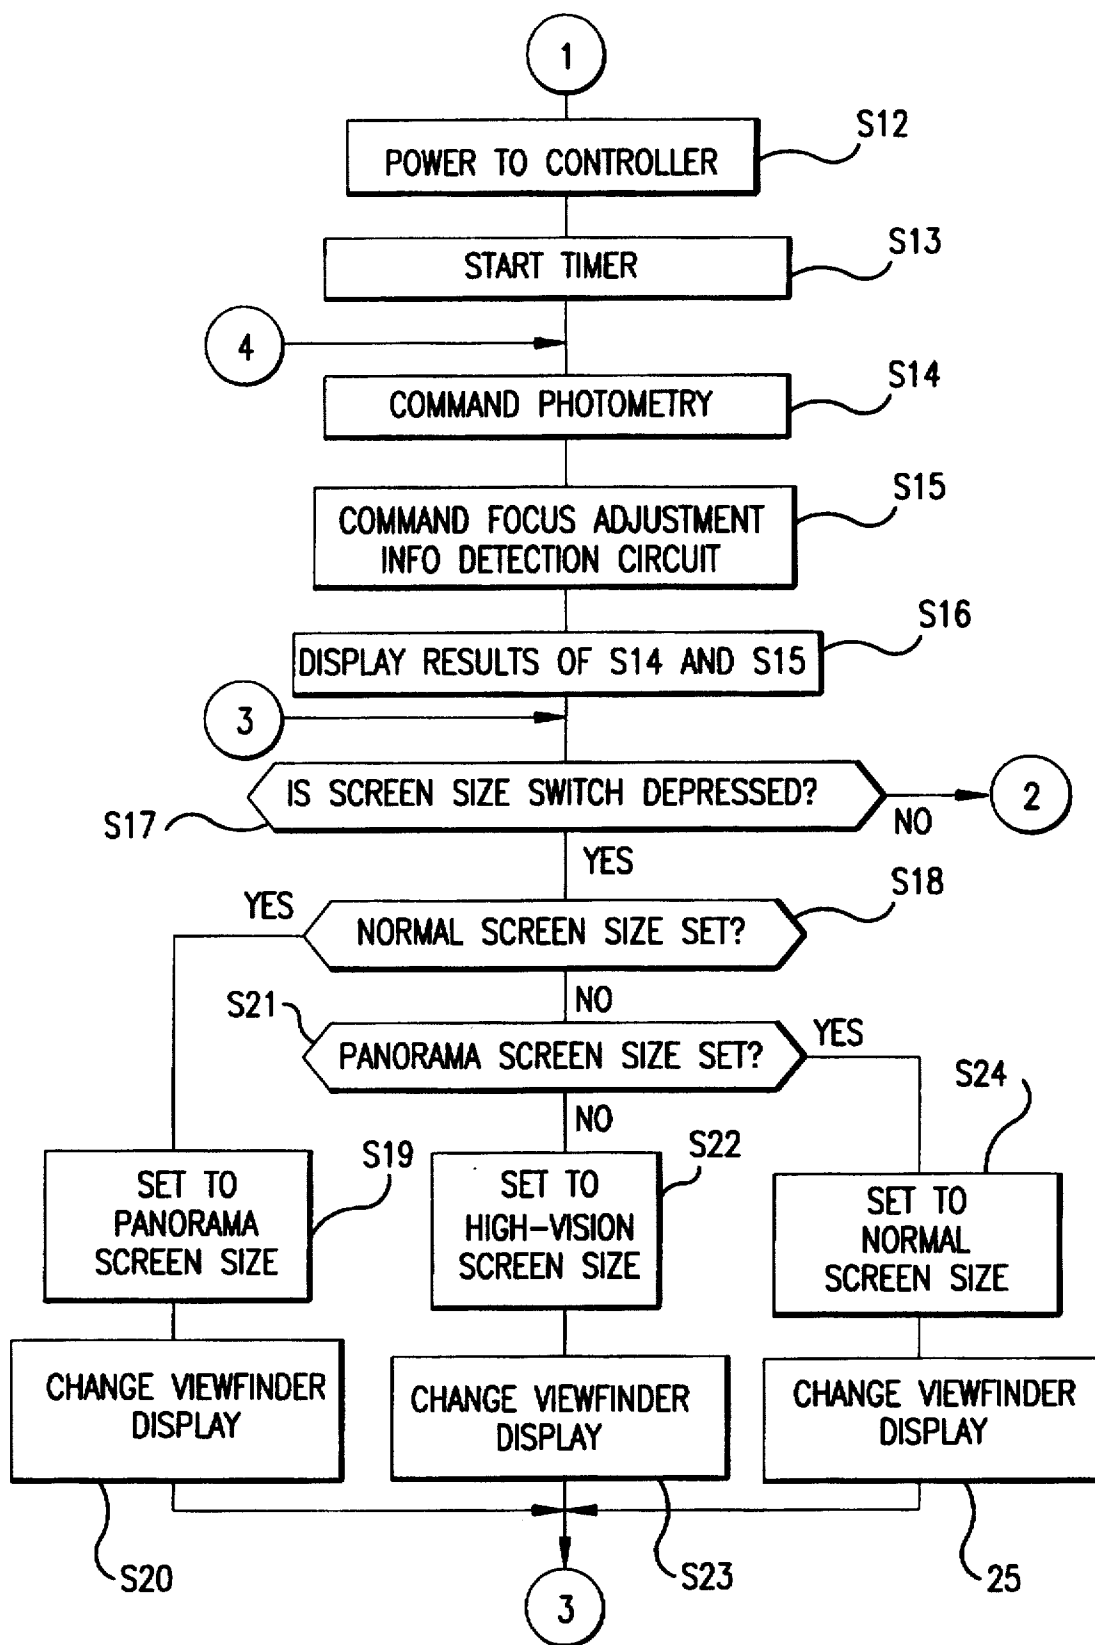 1
POWER TO CONTROLLER
S12
START TIMER
S13
4
COMMAND PHOTOMETRY
S14
COMMAND FOCUS ADJUSTMENT
INFO DETECTION CIRCUIT
S15
DISPLAY RESULTS OF S14 AND S15
S16
3
IS SCREEN SIZE SWITCH DEPRESSED?
S17
NO
2
YES
NORMAL SCREEN SIZE SET?
S18
YES
NO
S21
PANORAMA SCREEN SIZE SET?
YES
NO
SET TO
PANORAMA
SCREEN SIZE
S19
SET TO
HIGH-VISION
SCREEN SIZE
S22
SET TO
NORMAL
SCREEN SIZE
S24
CHANGE VIEWFINDER
DISPLAY
S20
CHANGE VIEWFINDER
DISPLAY
S23
CHANGE VIEWFINDER
DISPLAY
25
3